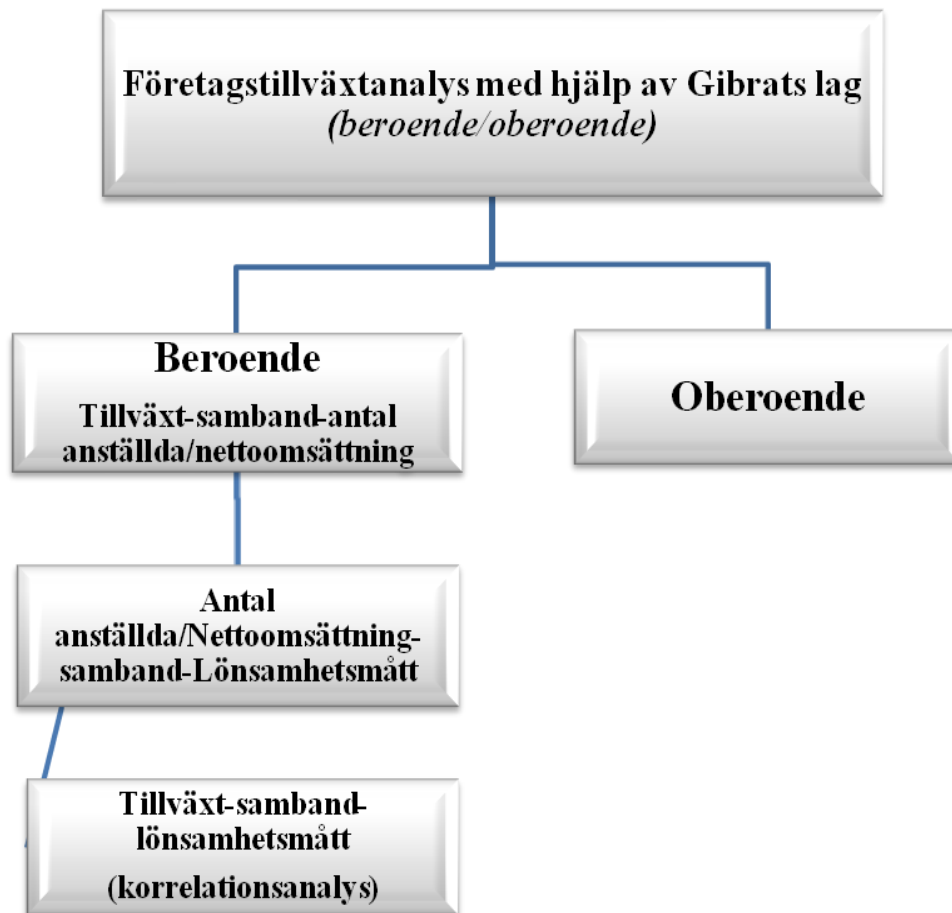 Företagstillväxtanalys med hjälp av Gibrats lag
(beroende/oberoende)
Beroende
Tillväxt-samband-antal
anställda/nettoomsättning
Oberoende
Antal
anställda/Nettoomsättning-
samband-Lönsamhetsmått
Tillväxt-samband-
lönsamhetsmått
(korrelationsanalys)